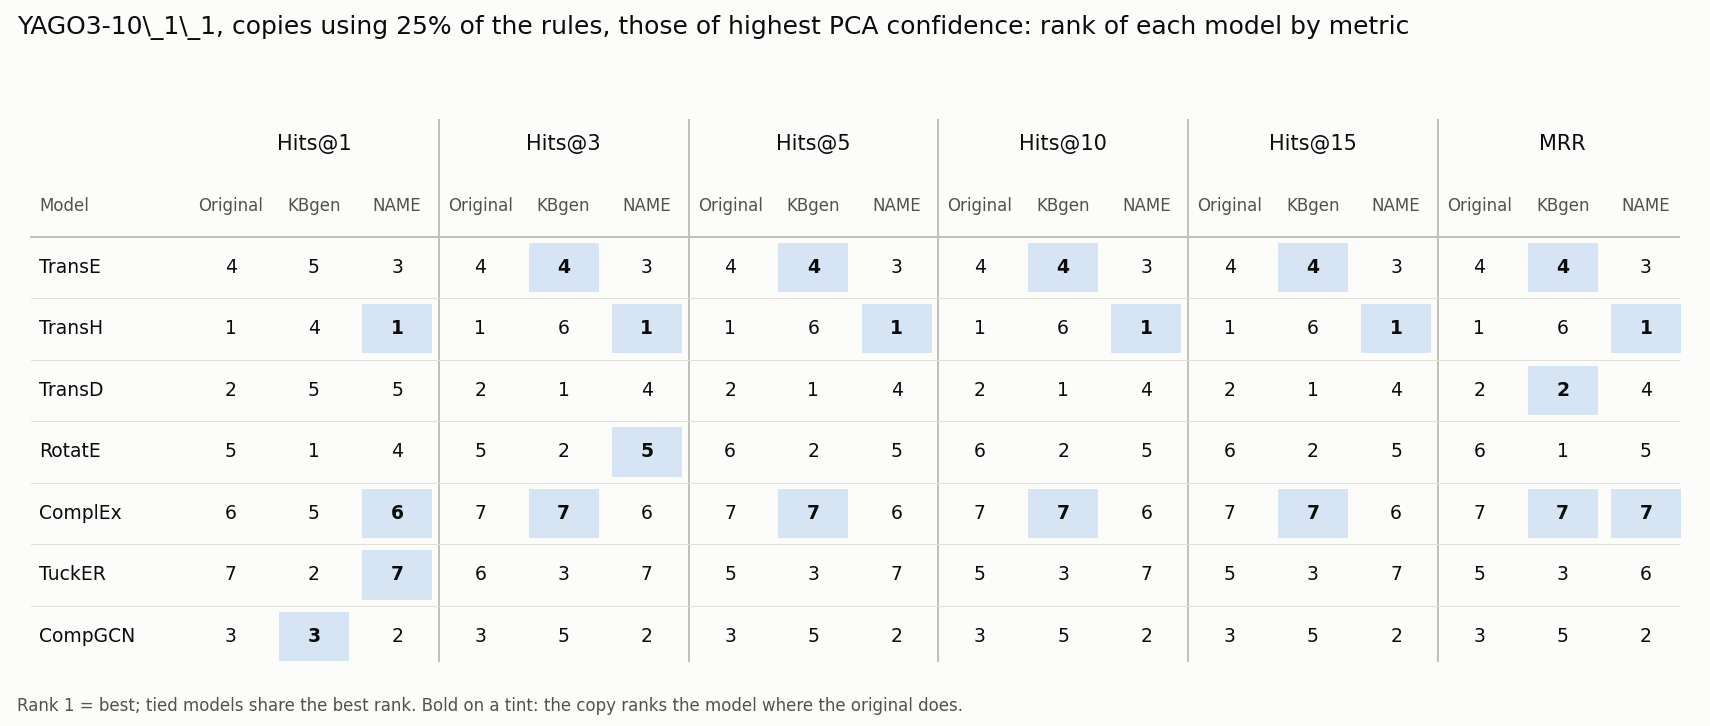 YAGO3-10\_1\_1, copies using 25% of the rules, those of highest PCA confidence: rank of each model by metric
Hits@1 Hits@3 Hits@5 Hits@10 Hits@15 MRR
Model Original KBgen NAME Original KBgen NAME Original KBgen NAME Original KBgen NAME Original KBgen NAME Original KBgen NAME
TransE 4 5 3 4 4 3 4 4 3 4 4 3 4 4 3 4 4 3
TransH 1 4 1 1 6 1 1 6 1 1 6 1 1 6 1 1 6 1
TransD 2 5 5 2 1 4 2 1 4 2 1 4 2 1 4 2 2 4
RotatE 5 1 4 5 2 5 6 2 5 6 2 5 6 2 5 6 1 5
ComplEx 6 5 6 7 7 6 7 7 6 7 7 6 7 7 6 7 7 7
TuckER 7 2 7 6 3 7 5 3 7 5 3 7 5 3 7 5 3 6
CompGCN 3 3 2 3 5 2 3 5 2 3 5 2 3 5 2 3 5 2
Rank 1 = best; tied models share the best rank. Bold on a tint: the copy ranks the model where the original does.